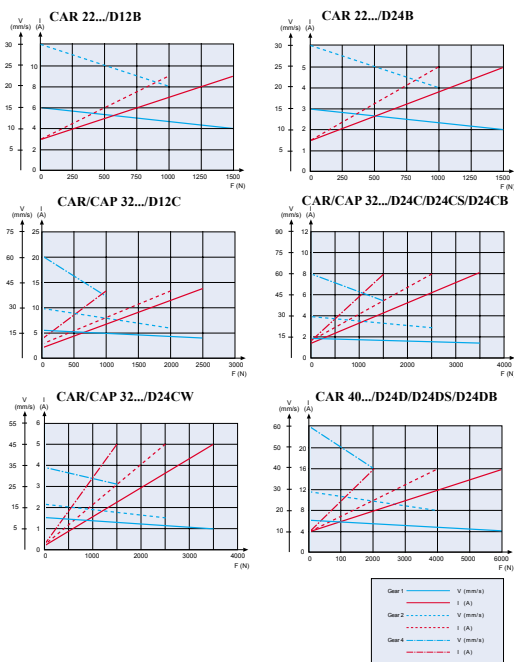 CAR 22.../D12B
V
(mm/s)
I
(A)
30
25
20
15
10
5
10
8
6
4
2
0
0 250 500 750 1000 1250 1500
F (N)
CAR 22.../D24B
V
(mm/s)
I
(A)
30
25
20
15
10
5
5
4
3
2
1
0
0 250 500 750 1000 1250 1500
F (N)
CAR/CAP 32.../D12C
V
(mm/s)
I
(A)
75
60
45
30
15
25
20
15
10
5
0
0 500 1000 1500 2000 2500 3000
F (N)
CAR/CAP 32.../D24C/D24CS/D24CB
V
(mm/s)
I
(A)
90
75
60
45
30
15
12
10
8
6
4
2
0
0 500 1000 1500 2000 2500 3000 3500 4000
F (N)
CAR/CAP 32.../D24CW
V
(mm/s)
I
(A)
55
45
35
25
15
5
6
5
4
3
2
1
0
0 1000 2000 3000 4000
F (N)
CAR 40.../D24D/D24DS/D24DB
V
(mm/s)
I
(A)
60
50
40
30
20
10
20
16
12
8
4
0
0 100 2000 3000 4000 5000 6000
F (N)
Gear 1 V (mm/s)
I (A)
Gear 2 V (mm/s)
I (A)
Gear 4 V (mm/s)
I (A)